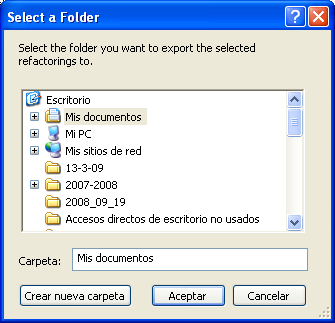 Select a Folder
Select the folder you want to export the selected
refactorings to.
Escritorio
Mis documentos
Mi PC
Mis sitios de red
13-3-09
2007-2008
2008_09_19
Accesos directos de escritorio no usados
Carpeta: Mis documentos
Crear nueva carpeta Aceptar Cancelar